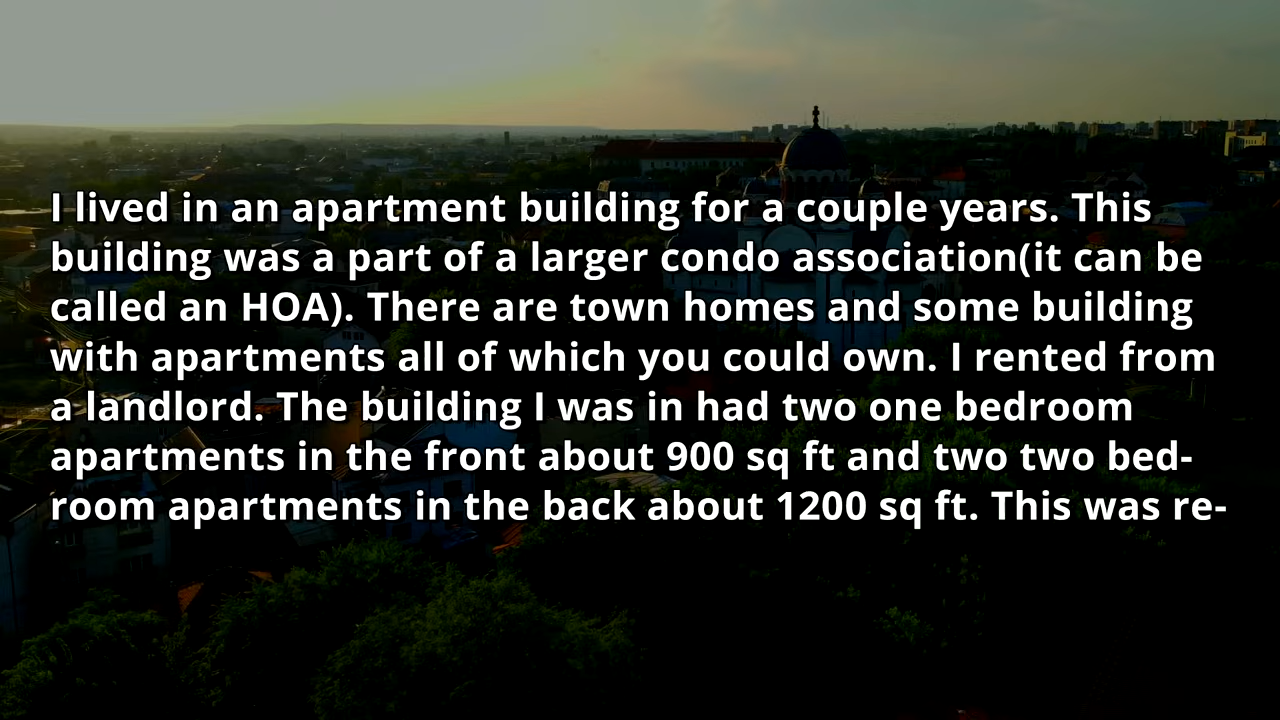 I lived in an apartment building for a couple years. This
building was a part of a larger condo association(it can be
called an HOA). There are town homes and some building
with apartments all of which you could own. I rented from
a landlord. The building I was in had two one bedroom
apartments in the front about 900 sq ft and two two bed-
room apartments in the back about 1200 sq ft. This was re-